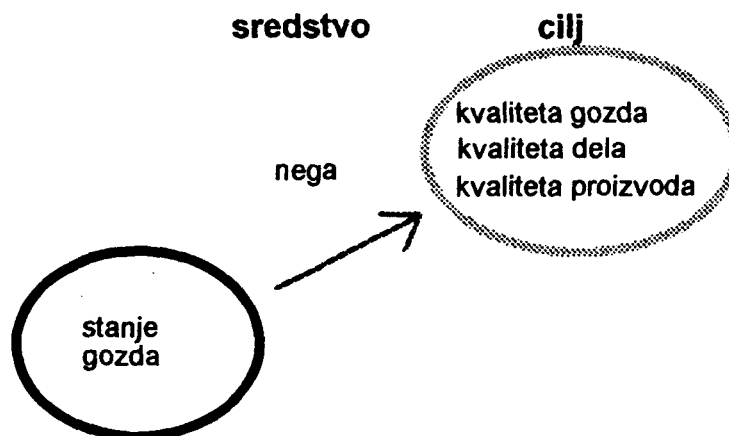 sredstvo cilj
kvaliteta gozda
kvaliteta dela
nega
kvaliteta proizvoda
stanje
gozda